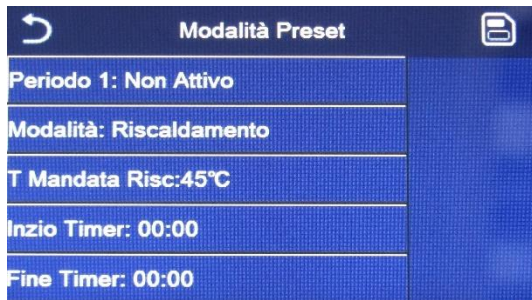 Modalità Preset
Periodo 1: Non Attivo
Modalità: Riscaldamento
T Mandata Risc:45℃
Inzio Timer: 00:00
Fine Timer: 00:00